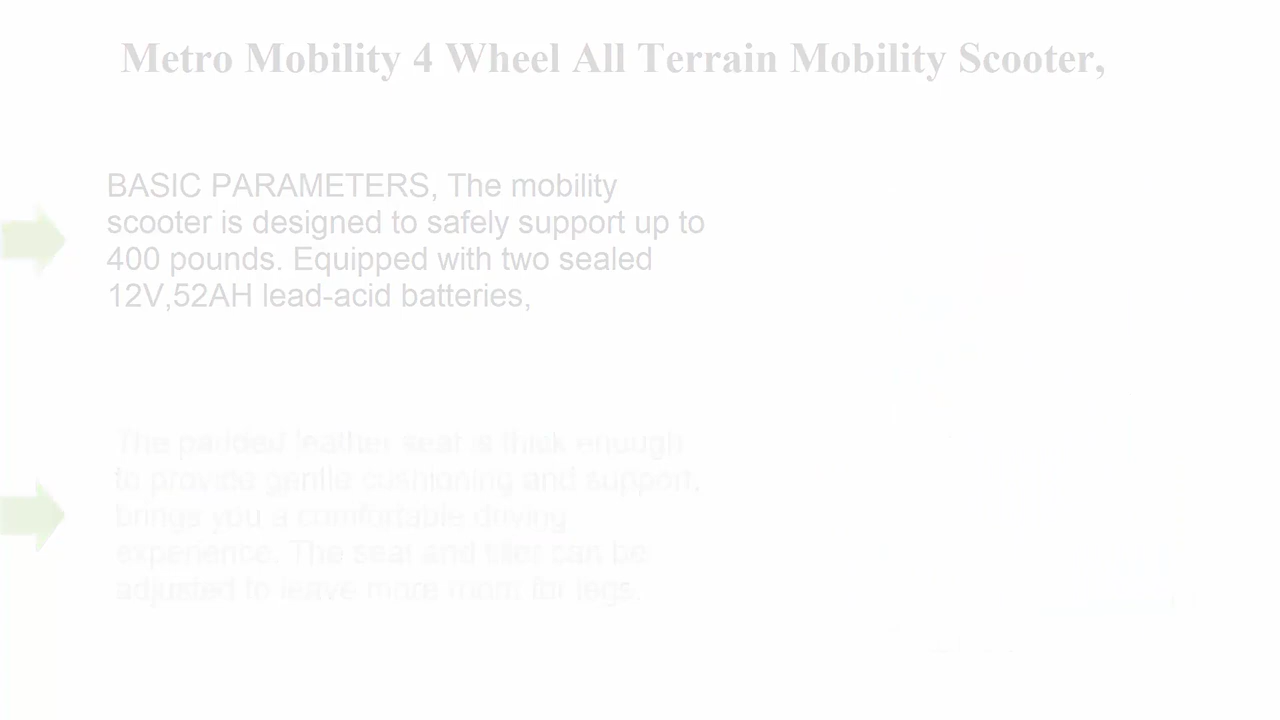 Metro Mobility 4 Wheel All Terrain Mobility Scooter,
BASIC PARAMETERS, The mobility
scooter is designed to safely support up to
400 pounds. Equipped with two sealed
12V,52AH lead-acid batteries,
The padded leather seat is thick enough
to provide gentle cushioning and support,
brings you a comfortable driving
experience. The seat and tiller can be
adjusted to leave more room for legs.